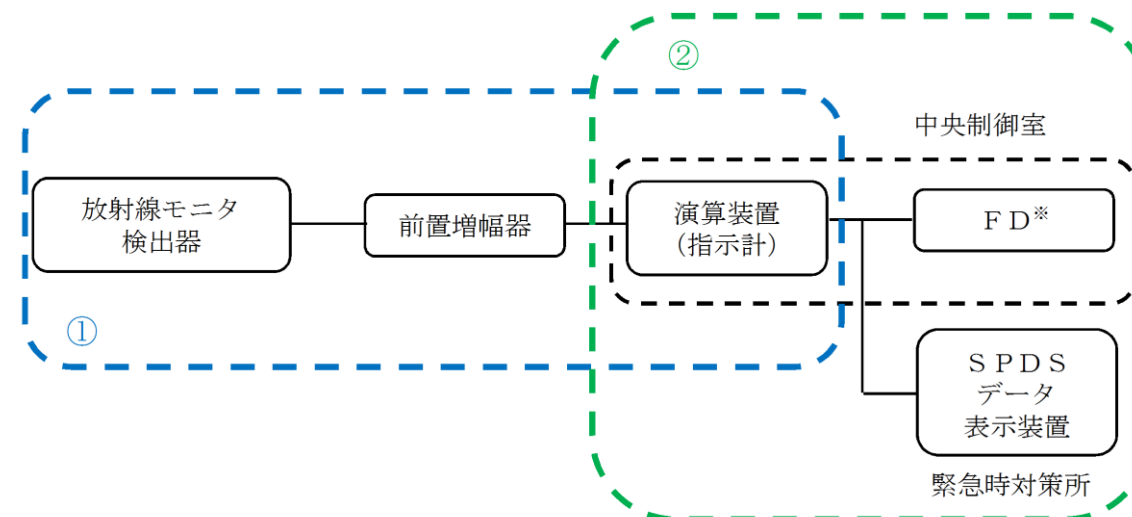 ②
中央制御室
放射線モニタ
検出器
前置増幅器
演算装置
(指示計)
ＦＤ※
①
ＳＰＤＳ
データ
表示装置
緊急時対策所